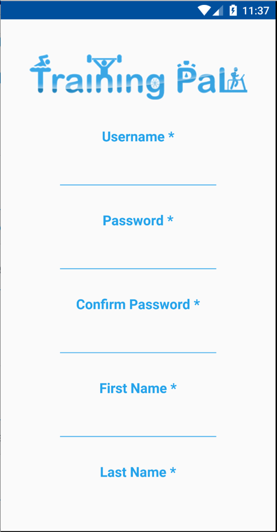 11:37
Training Pal
Username *
Password *
Confirm Password *
First Name *
Last Name *